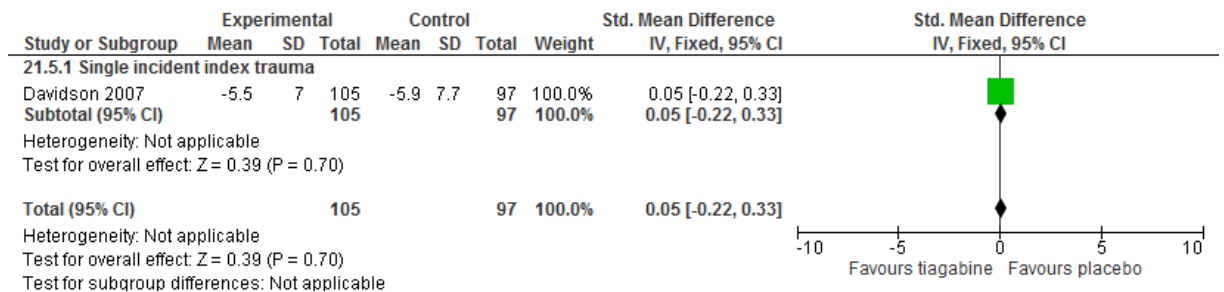 Experimental Control Std. Mean Difference Std. Mean Difference
Study or Subgroup Mean SD Total Mean SD Total Weight IV, Fixed, 95% CI IV, Fixed, 95% CI
21.5.1 Single incident index trauma
Davidson 2007 -5.5 7 105 -5.9 7.7 97 100.0% 0.05 [-0.22, 0.33]
Subtotal (95% CI) 105 97 100.0% 0.05 [-0.22, 0.33]
Heterogeneity: Not applicable
Test for overall effect: Z = 0.39 (P = 0.70)
Total (95% CI) 105 97 100.0% 0.05 [-0.22, 0.33]
Heterogeneity: Not applicable
Test for overall effect: Z = 0.39 (P = 0.70)
Test for subgroup differences: Not applicable
-10 -5 0 5 10
Favours tiagabine Favours placebo